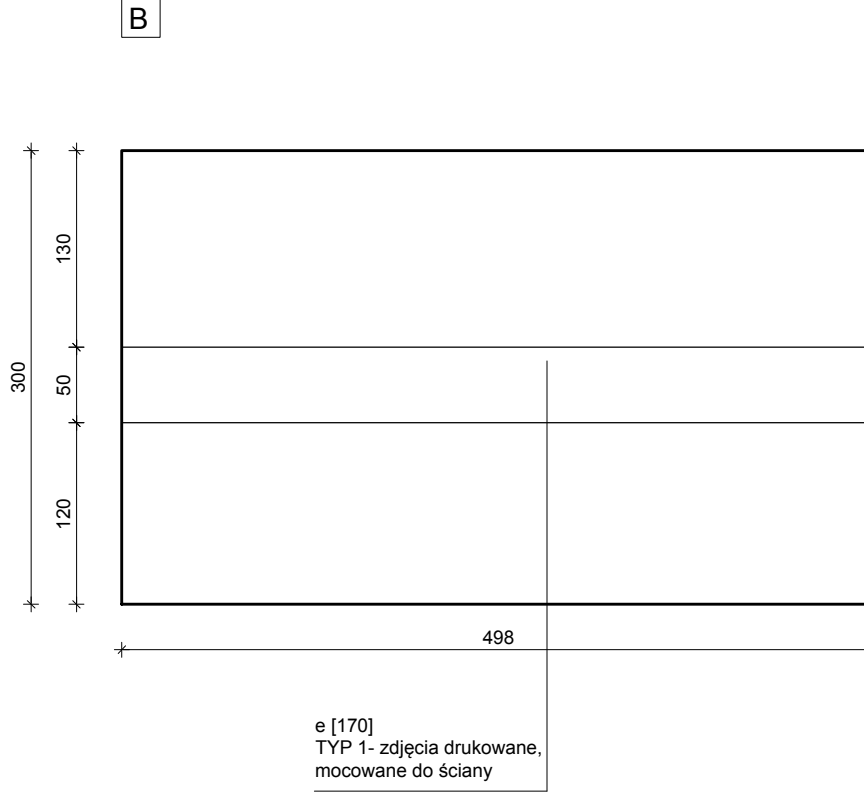 B
130
300
50
120
498
e [170]
TYP 1- zdjęcia drukowane,
mocowane do ściany